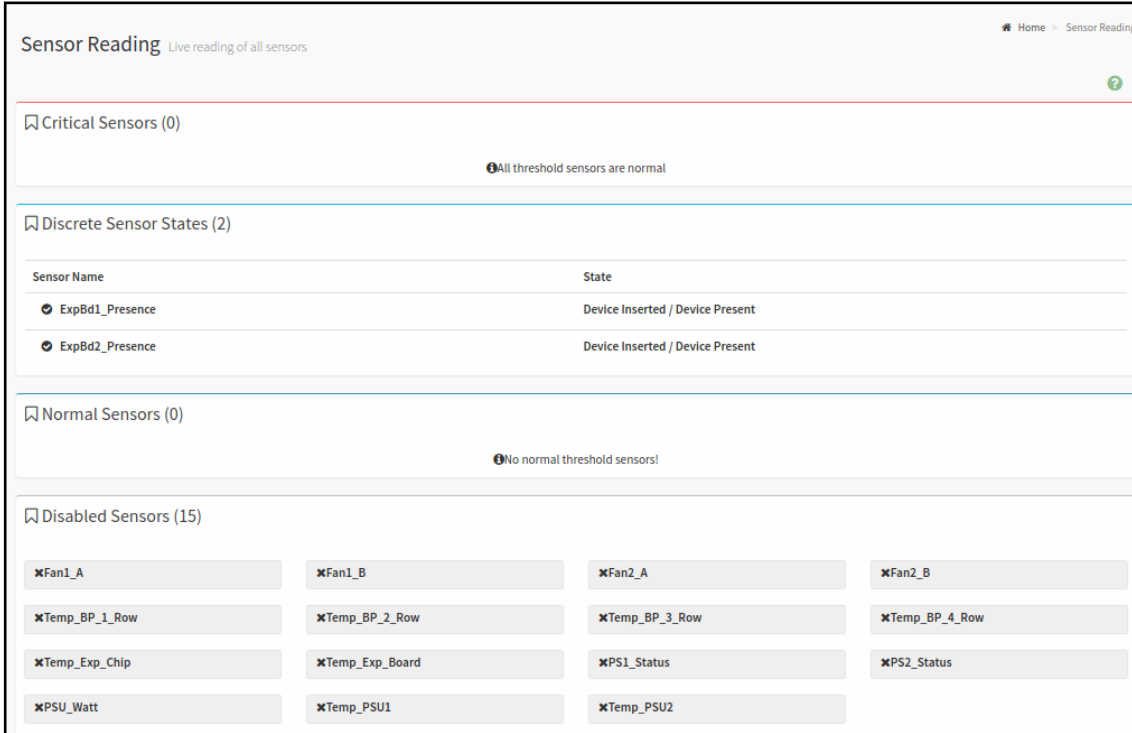 Home > Sensor Reading
Sensor Reading Live reading of all sensors
Critical Sensors (0)
All threshold sensors are normal
Discrete Sensor States (2)
Sensor Name State
ExpBd1_Presence Device Inserted / Device Present
ExpBd2_Presence Device Inserted / Device Present
Normal Sensors (0)
No normal threshold sensors!
Disabled Sensors (15)
Fan1_A Fan1_B Fan2_A Fan2_B
Temp_BP_1_Row Temp_BP_2_Row Temp_BP_3_Row Temp_BP_4_Row
Temp_Exp_Chip Temp_Exp_Board PS1_Status PS2_Status
PSU_Watt Temp_PSU1 Temp_PSU2